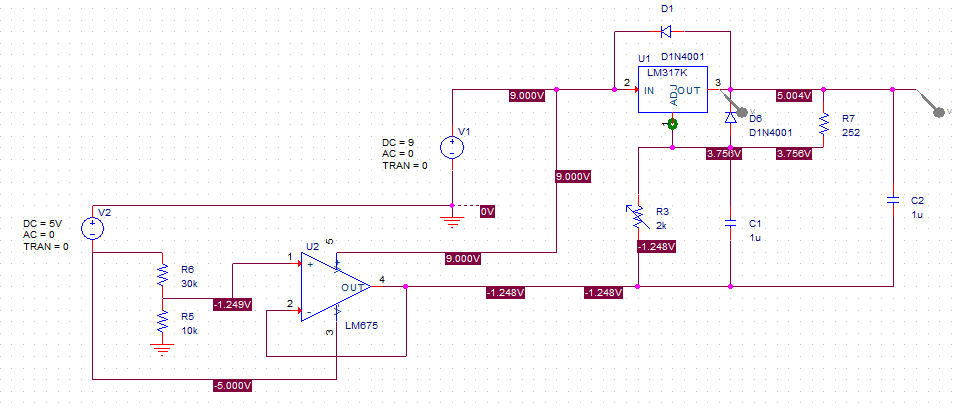 D1
D1N4001
U1
LM317K
2
IN
OUT
ADJ
3
1
9.000V
5.004V
V
V
D6
D1N4001
R7
252
V1
DC = 9
AC = 0
TRAN = 0
3.756V
3.756V
9.000V
0V
V2
DC = 5V
AC = 0
TRAN = 0
R3
2k
C1
1u
C2
1u
-1.248V
9.000V
U2
5
1
+
+
2
-
-
OUT
4
LM675
3
R6
30k
-1.249V
R5
10k
-1.248V
-1.248V
-5.000V